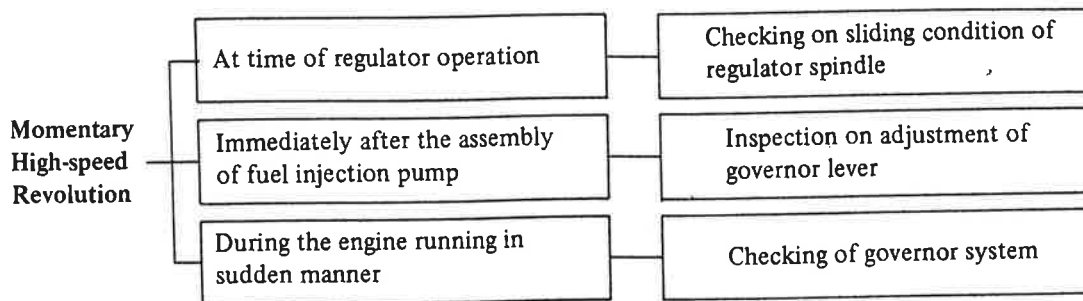 Momentary
High-speed
Revolution
At time of regulator operation
Checking on sliding condition of
regulator spindle
Immediately after the assembly
of fuel injection pump
Inspection on adjustment of
governor lever
During the engine running in
sudden manner
Checking of governor system